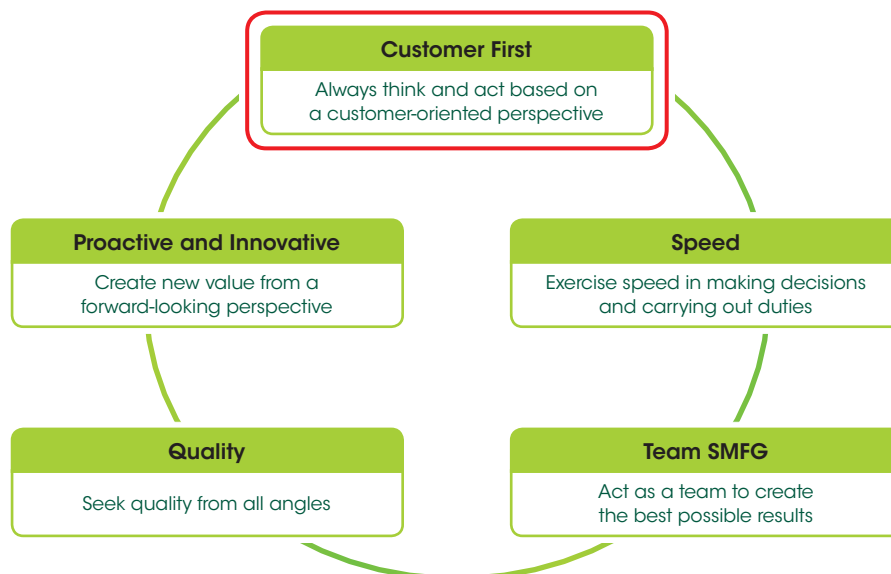 Customer First
Always think and act based on
a customer-oriented perspective
Proactive and Innovative
Create new value from a
forward-looking perspective
Speed
Exercise speed in making decisions
and carrying out duties
Quality
Seek quality from all angles
Team SMFG
Act as a team to create
the best possible results